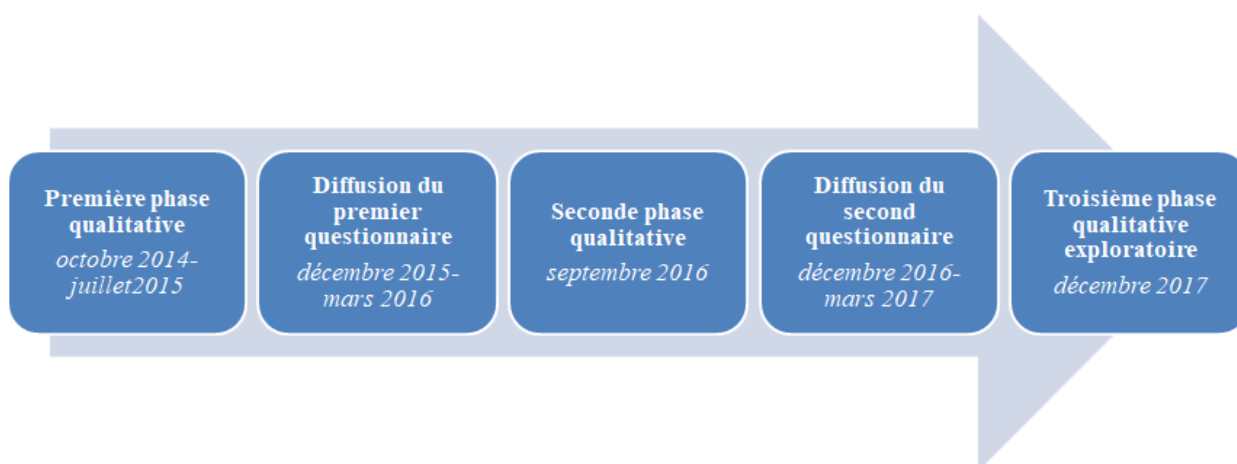 Première phase
qualitative
octobre 2014-
juillet2015
Diffusion du
premier
questionnaire
décembre 2015-
mars 2016
Seconde phase
qualitative
septembre 2016
Diffusion du
second
questionnaire
décembre 2016-
mars 2017
Troisième phase
qualitative
exploratoire
décembre 2017